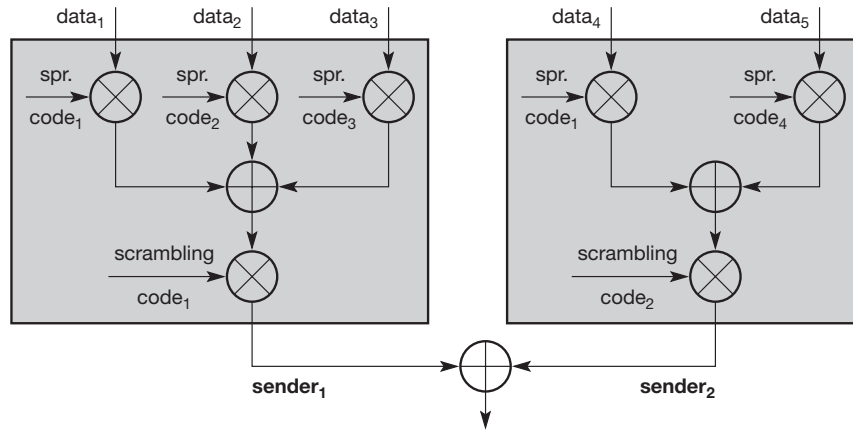 data₁ data₂ data₃ data₄ data₅
spr. spr. spr. spr. spr.
code₁ code₂ code₃ code₁ code₄
scrambling scrambling
code₁ code₂
sender₁ sender₂